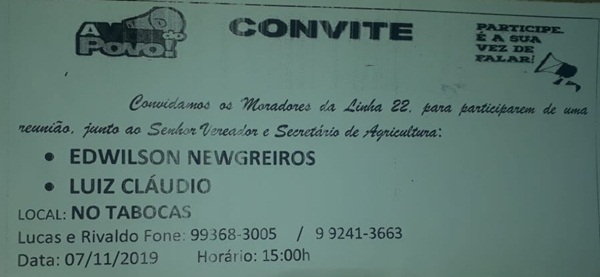 A VOZ do POVO!
CONVITE
PARTICIPE.
É A SUA
VEZ DE
FALAR!
Convidamos os Moradores da Linha 22, para participarem de uma
reunião, junto ao Senhor Vereador e Secretário de Agricultura:
• EDWILSON NEWGREIROS
• LUIZ CLÁUDIO
LOCAL: NO TABOCAS
Lucas e Rivaldo Fone: 99368-3005 / 9 9241-3663
Data: 07/11/2019 Horário: 15:00h